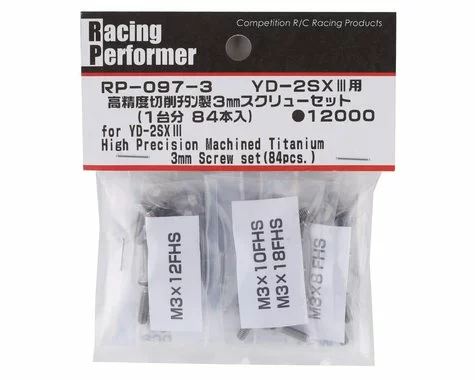 Racing
Performer
Competition R/C Racing Products
RP-097-3 YD-2SXⅢ用
高精度切削ﾁﾀﾝ製3mmスクリューセット
(1台分 84本入) ●12000
for YD-2SXⅢ
High Precision Machined Titanium
3mm Screw set(84pcs.)
M3×12FHS
M3×10FHS
M3×18FHS
M3×8FHS